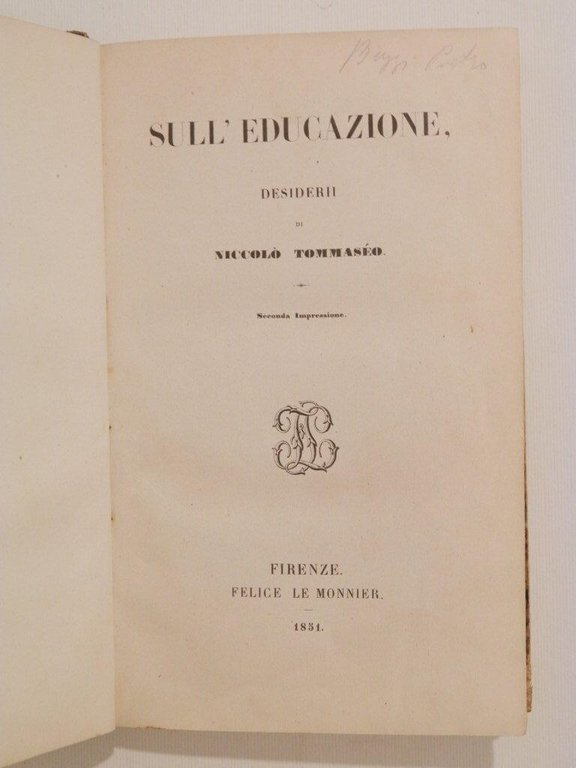 SULL' EDUCAZIONE,
DESIDERII
DI
NICCOLÒ TOMMASÉO.
Seconda Impressione.
FIRENZE.
FELICE LE MONNIER.
1851.